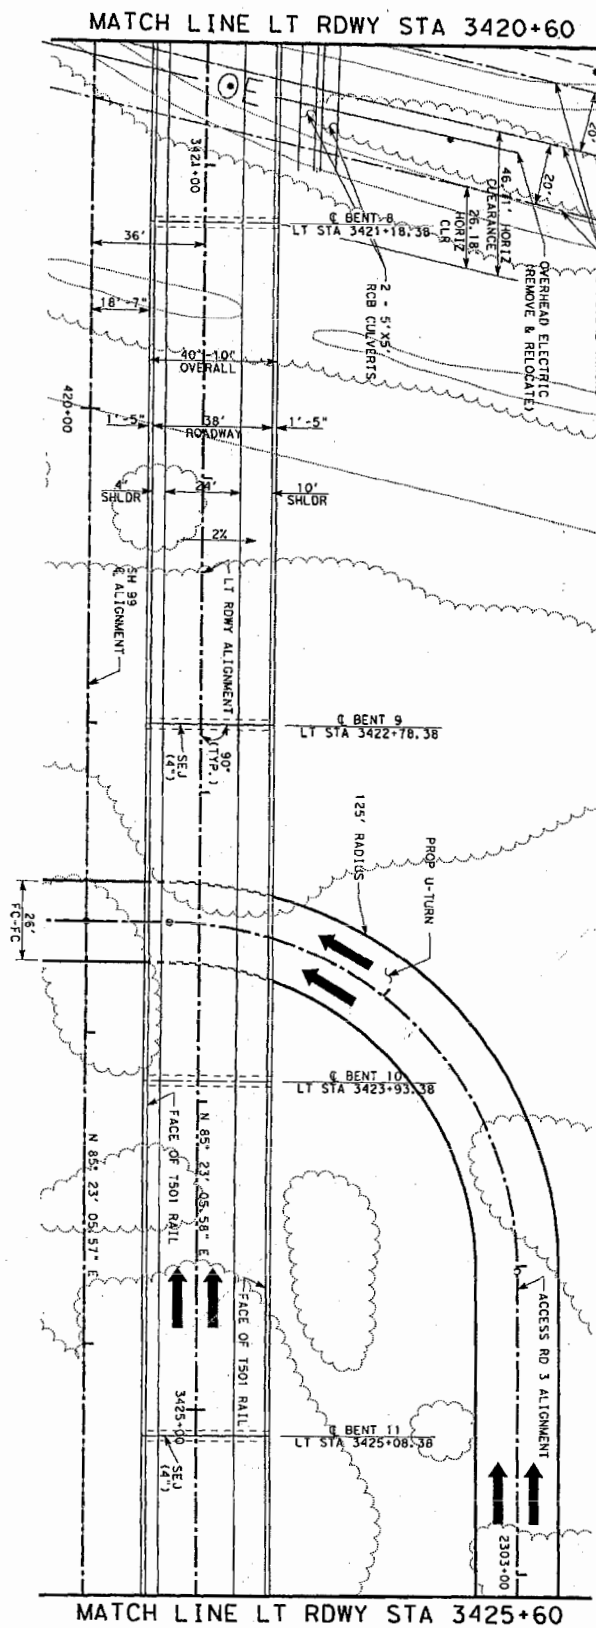 MATCH LINE LT RDWY STA 3420+60
20'
20'
3421+00
46.71' HORIZ
CLEARANCE
26.18'
HORIZ
CLR
OVERHEAD ELECTRIC
(REMOVE & RELOCATE)
℄ BENT 8
LT STA 3421+18.38
36'
2 - 5'X5'
RCB CULVERTS
18'-7"
40'-10"
OVERALL
420+00
1'-5"
38'
ROADWAY
1'-5"
4'
SHLDR
24'
10'
SHLDR
2%
SH 99
℄ ALIGNMENT
LT RDWY ALIGNMENT
℄ BENT 9
LT STA 3422+78.38
90°
(TYP.)
SEJ
(4")
125' RADIUS
PROP U-TURN
26'
FC-FC
℄ BENT 10
LT STA 3423+93.38
FACE OF T501 RAIL
N 85° 23' 05.58" E
N 85° 23' 05.57" E
FACE OF T501 RAIL
ACCESS RD 3 ALIGNMENT
3425+00
℄ BENT 11
LT STA 3425+08.38
SEJ
(4")
2303+00
MATCH LINE LT RDWY STA 3425+60